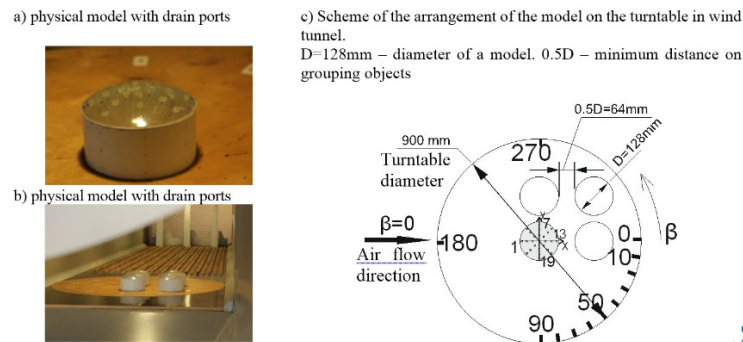 a) physical model with drain ports
b) physical model with drain ports
c) Scheme of the arrangement of the model on the turntable in wind
tunnel.
D=128mm – diameter of a model. 0.5D – minimum distance on
grouping objects
0.5D=64mm
D=128mm
900 mm
Turntable
diameter
270
β=0
Air flow
direction
180
Y
7
13
1
X
19
0
10
β
50
90